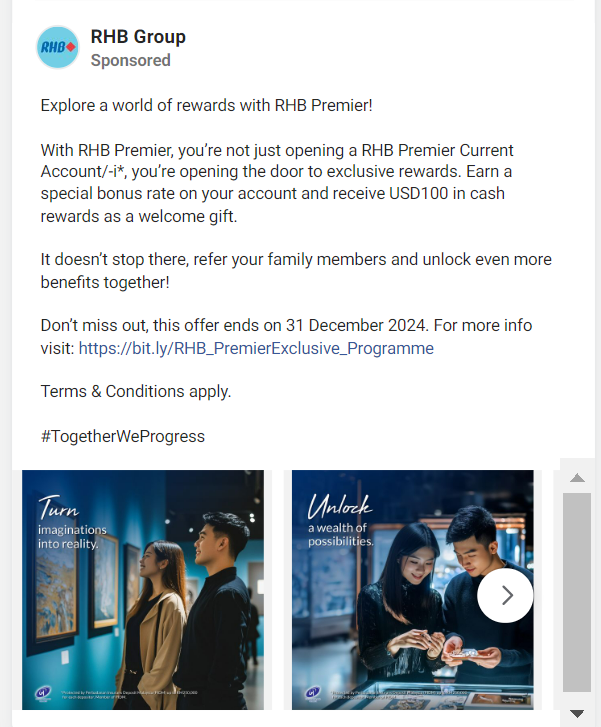 RHB
RHB Group
Sponsored
Explore a world of rewards with RHB Premier!
With RHB Premier, you're not just opening a RHB Premier Current
Account/-i*, you're opening the door to exclusive rewards. Earn a
special bonus rate on your account and receive USD100 in cash
rewards as a welcome gift.
It doesn't stop there, refer your family members and unlock even more
benefits together!
Don't miss out, this offer ends on 31 December 2024. For more info
visit: https://bit.ly/RHB_PremierExclusive_Programme
Terms & Conditions apply.
#TogetherWeProgress
Turn
imaginations
into reality.
Unlock
a wealth of
possibilities.